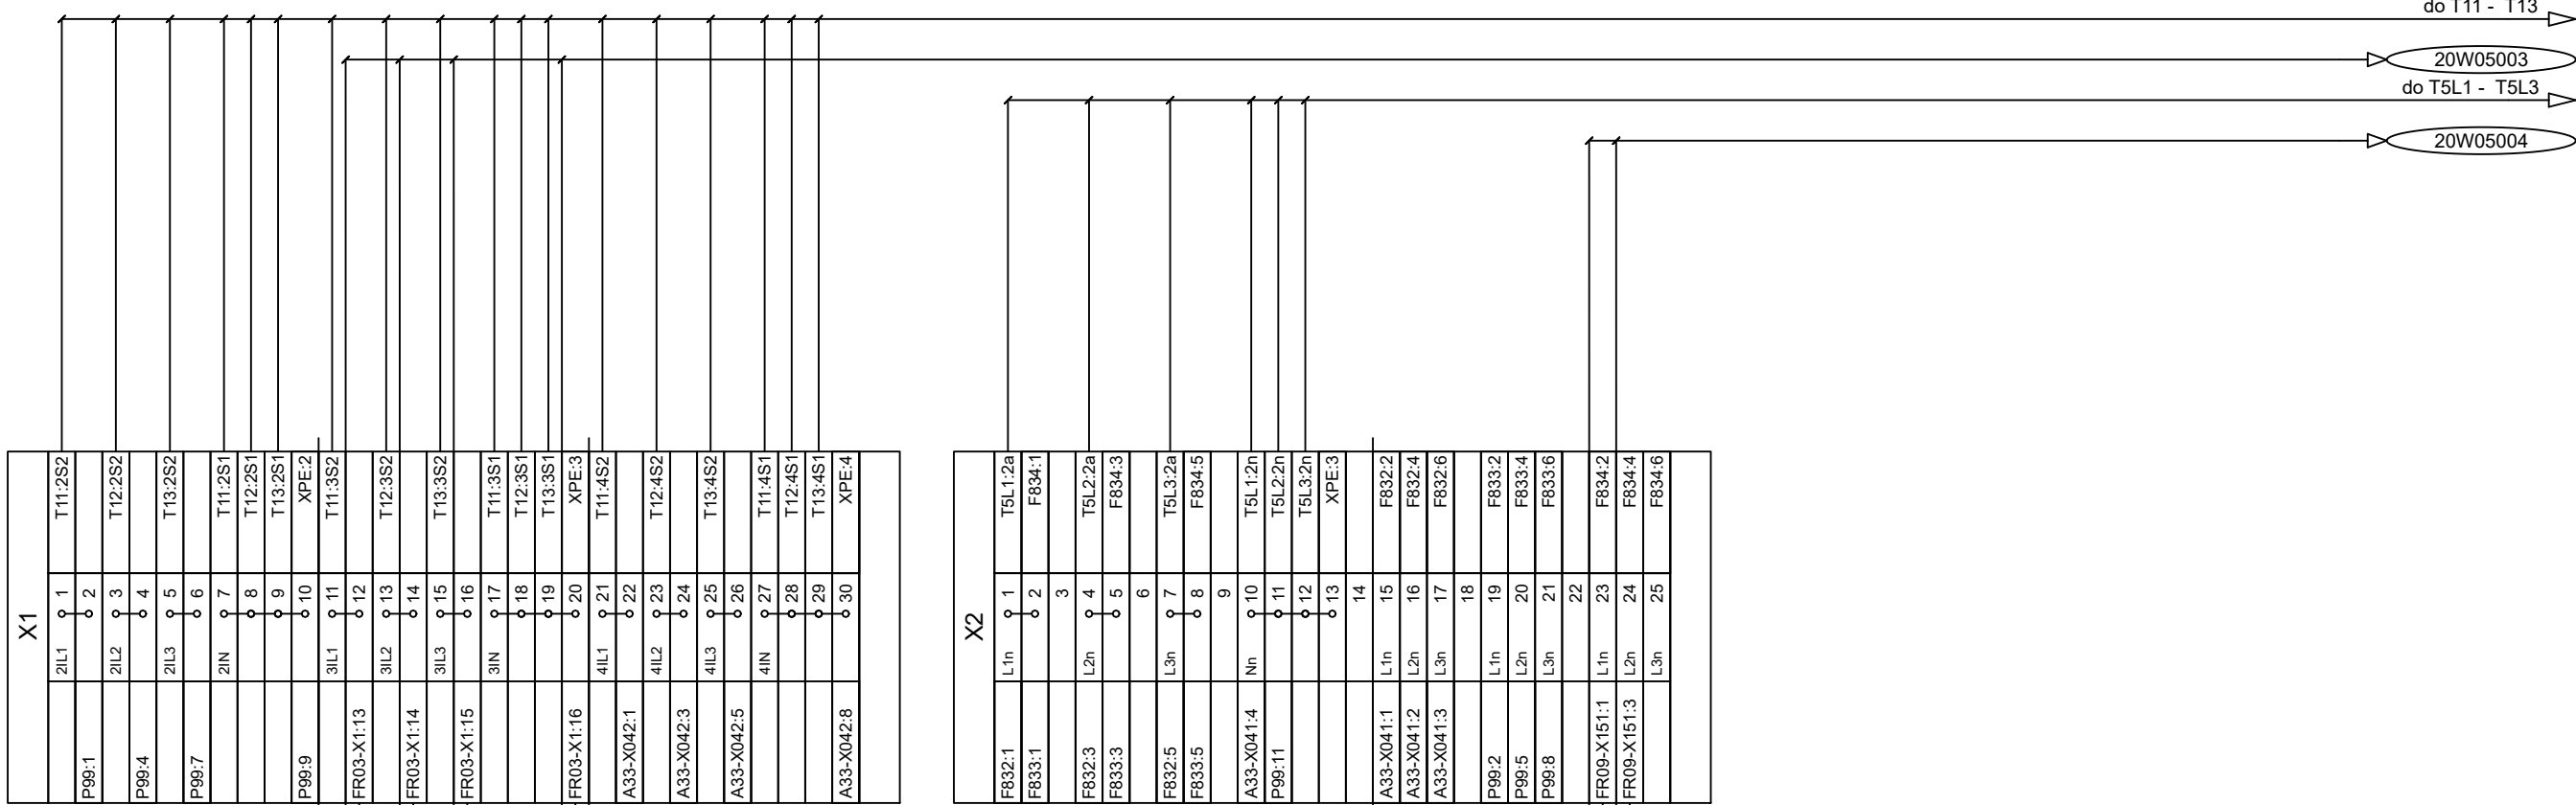 do T11 - T13
20W05003
do T5L1 - T5L3
20W05004
X1
T11:2S2
T12:2S2
T13:2S2
T11:2S1
T12:2S1
T13:2S1
XPE:2
T11:3S2
T12:3S2
T13:3S2
T11:3S1
T12:3S1
T13:3S1
XPE:3
T11:4S2
T12:4S2
T13:4S2
T11:4S1
T12:4S1
T13:4S1
XPE:4
1 2 3 4 5 6 7 8 9 10 11 12 13 14 15 16 17 18 19 20 21 22 23 24 25 26 27 28 29 30
2IL1 2IL2 2IL3 2IN 3IL1 3IL2 3IL3 3IN 4IL1 4IL2 4IL3 4IN
P99:1
P99:4
P99:7
P99:9
FR03-X1:13
FR03-X1:14
FR03-X1:15
FR03-X1:16
A33-X042:1
A33-X042:3
A33-X042:5
A33-X042:8
X2
T5L1:2a
F834:1
T5L2:2a
F834:3
T5L3:2a
F834:5
T5L1:2n
T5L2:2n
T5L3:2n
XPE:3
F832:2
F832:4
F832:6
F833:2
F833:4
F833:6
F834:2
F834:4
F834:6
1 2 3 4 5 6 7 8 9 10 11 12 13 14 15 16 17 18 19 20 21 22 23 24 25
L1n L2n L3n Nn L1n L2n L3n L1n L2n L3n L1n L2n L3n
F832:1
F833:1
F832:3
F833:3
F832:5
F833:5
A33-X041:4
P99:11
A33-X041:1
A33-X041:2
A33-X041:3
P99:2
P99:5
P99:8
FR09-X151:1
FR09-X151:3